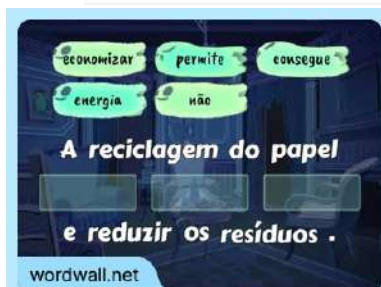 economizar permite consegue
energia não
A reciclagem do papel
e reduzir os resíduos .
wordwall.net